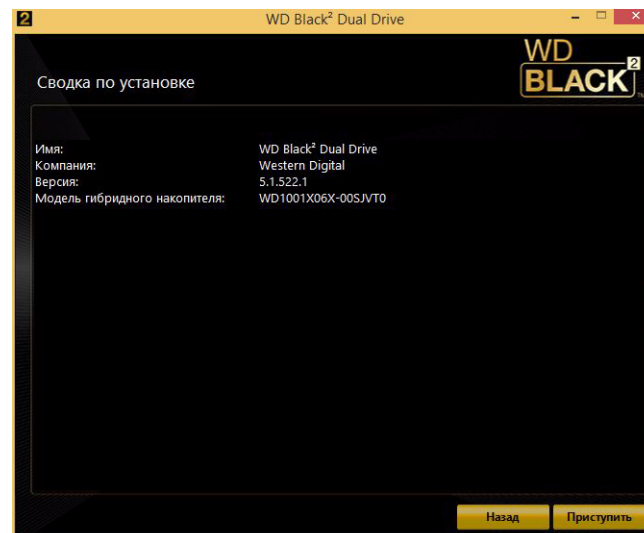 2
WD Black² Dual Drive
WD
BLACK 2
Сводка по установке
Имя: WD Black² Dual Drive
Компания: Western Digital
Версия: 5.1.522.1
Модель гибридного накопителя: WD1001X06X-00SJVT0
Назад Приступить